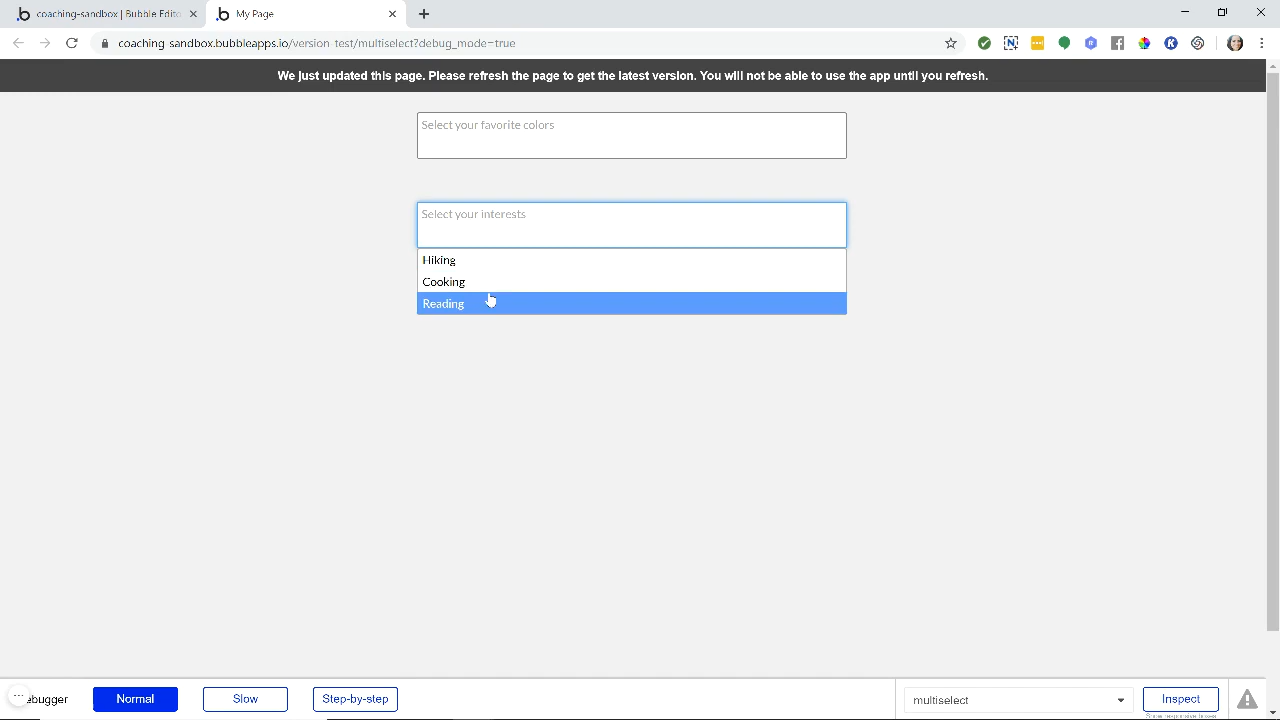 coaching-sandbox | Bubble Edito
My Page
coaching-sandbox.bubbleapps.io/version-test/multiselect?debug_mode=true
We just updated this page. Please refresh the page to get the latest version. You will not be able to use the app until you refresh.
Select your favorite colors
Select your interests
Hiking
Cooking
Reading
ebugger
Normal
Slow
Step-by-step
multiselect
Inspect
Show responsive boxes